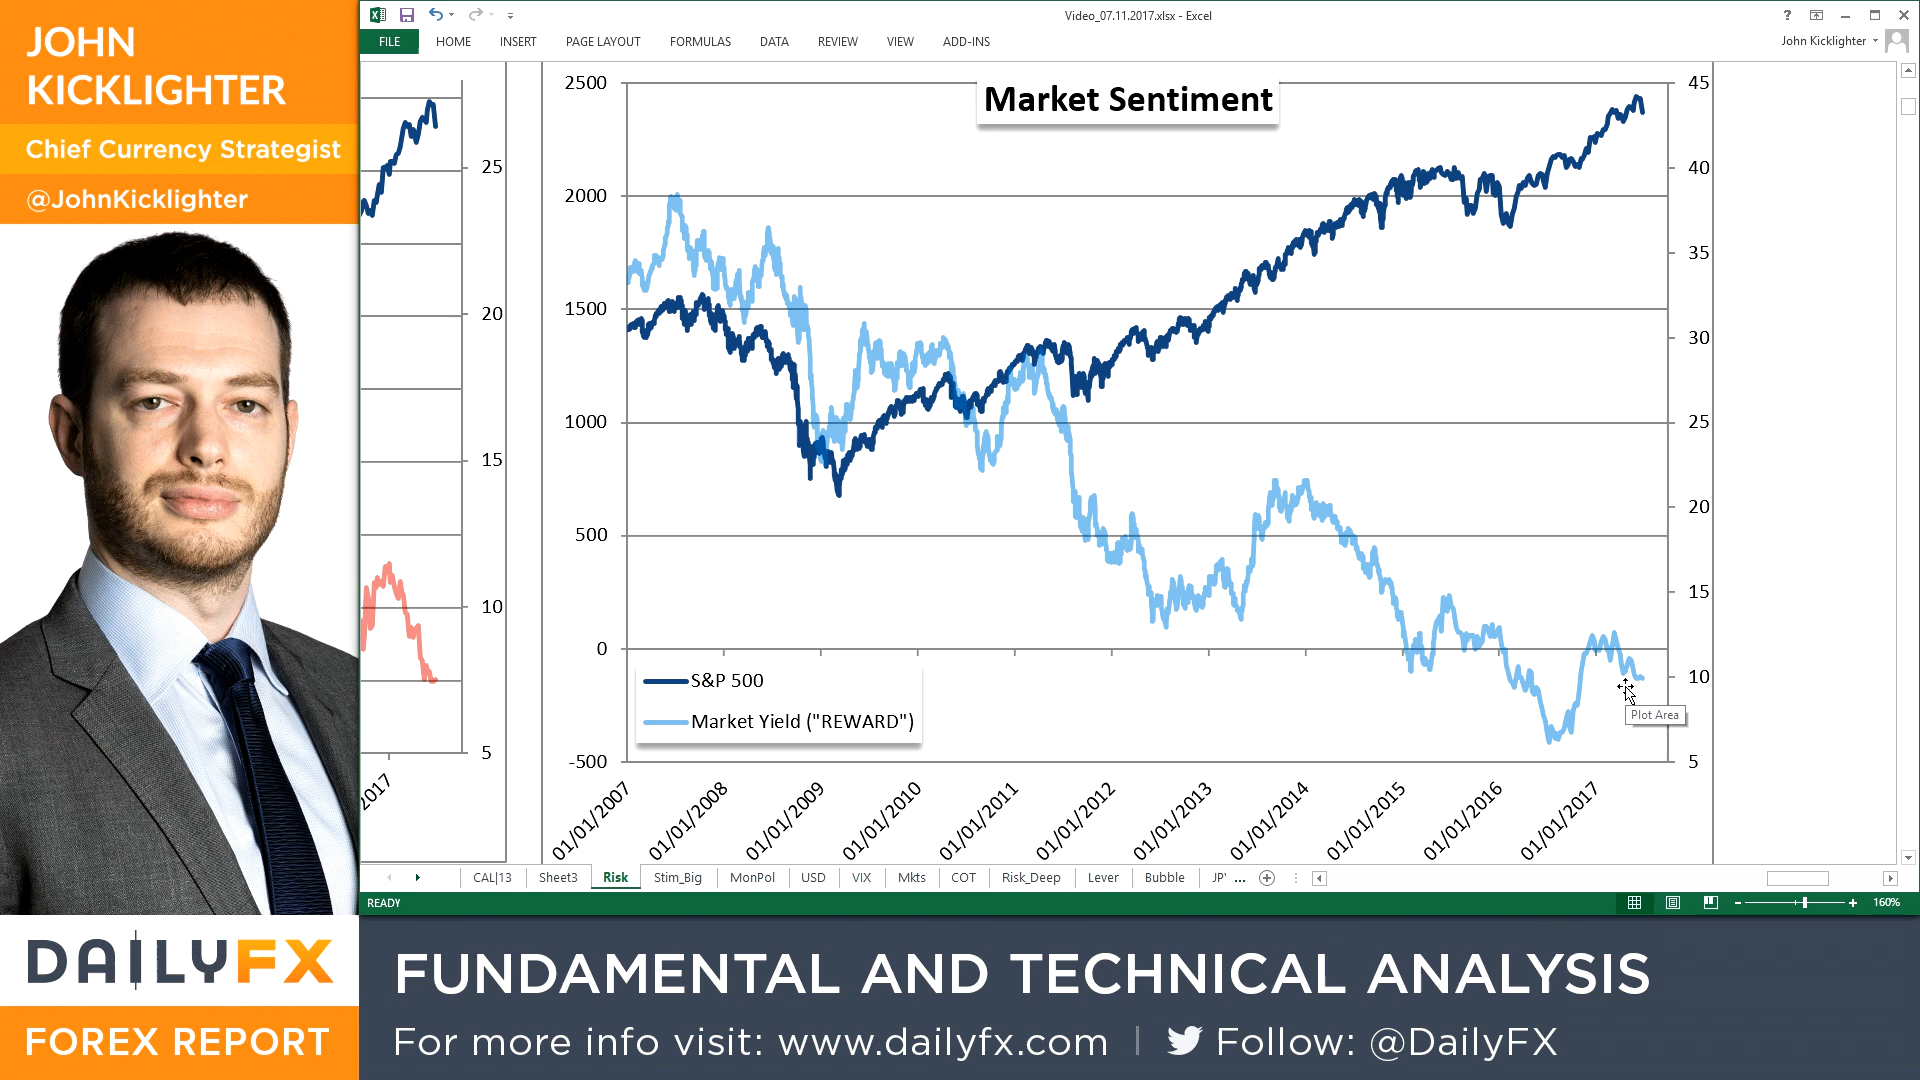 JOHN
KICKLIGHTER
Chief Currency Strategist
@JohnKicklighter
Video_07.11.2017.xlsx - Excel
?
FILE HOME INSERT PAGE LAYOUT FORMULAS DATA REVIEW VIEW ADD-INS
John Kicklighter
25
20
15
10
5
2017
Market Sentiment
2500
2000
1500
1000
500
0
-500
45
40
35
30
25
20
15
10
5
S&P 500
Market Yield ("REWARD")
Plot Area
01/01/2007
01/01/2008
01/01/2009
01/01/2010
01/01/2011
01/01/2012
01/01/2013
01/01/2014
01/01/2015
01/01/2016
01/01/2017
CAL|13 Sheet3 Risk Stim_Big MonPol USD VIX Mkts COT Risk_Deep Lever Bubble JP' ...
READY
160%
DAILYFX
FOREX REPORT
FUNDAMENTAL AND TECHNICAL ANALYSIS
For more info visit: www.dailyfx.com | Follow: @DailyFX